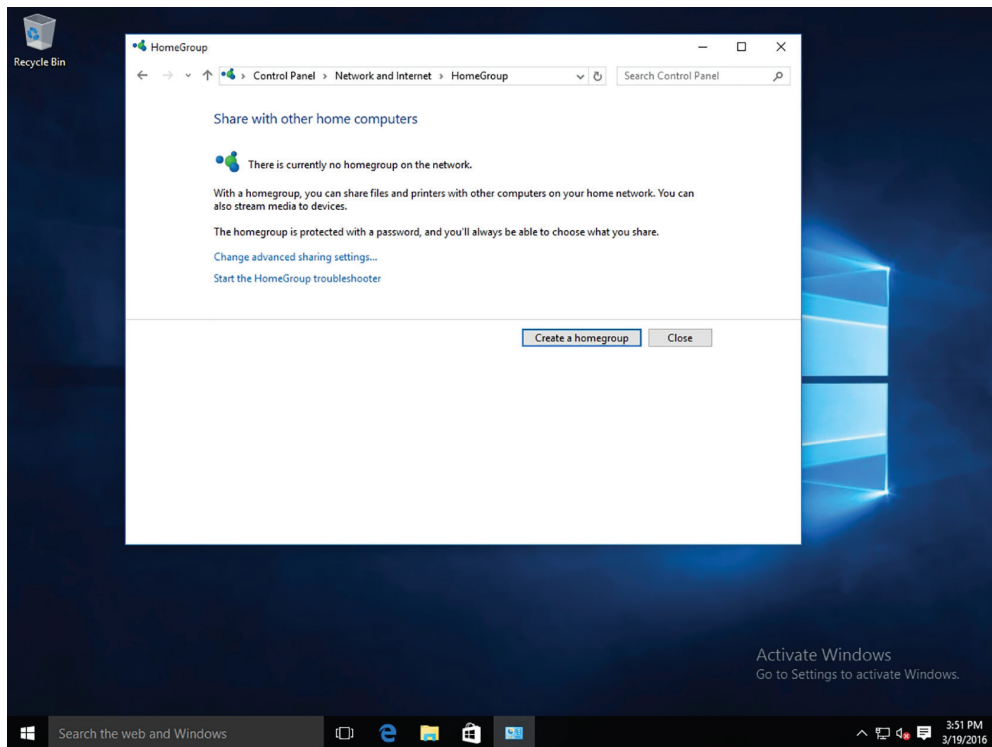 Recycle Bin
HomeGroup
Control Panel > Network and Internet > HomeGroup
Search Control Panel
Share with other home computers
There is currently no homegroup on the network.
With a homegroup, you can share files and printers with other computers on your home network. You can
also stream media to devices.
The homegroup is protected with a password, and you'll always be able to choose what you share.
Change advanced sharing settings...
Start the HomeGroup troubleshooter
Create a homegroup
Close
Activate Windows
Go to Settings to activate Windows.
Search the web and Windows
3:51 PM
3/19/2016